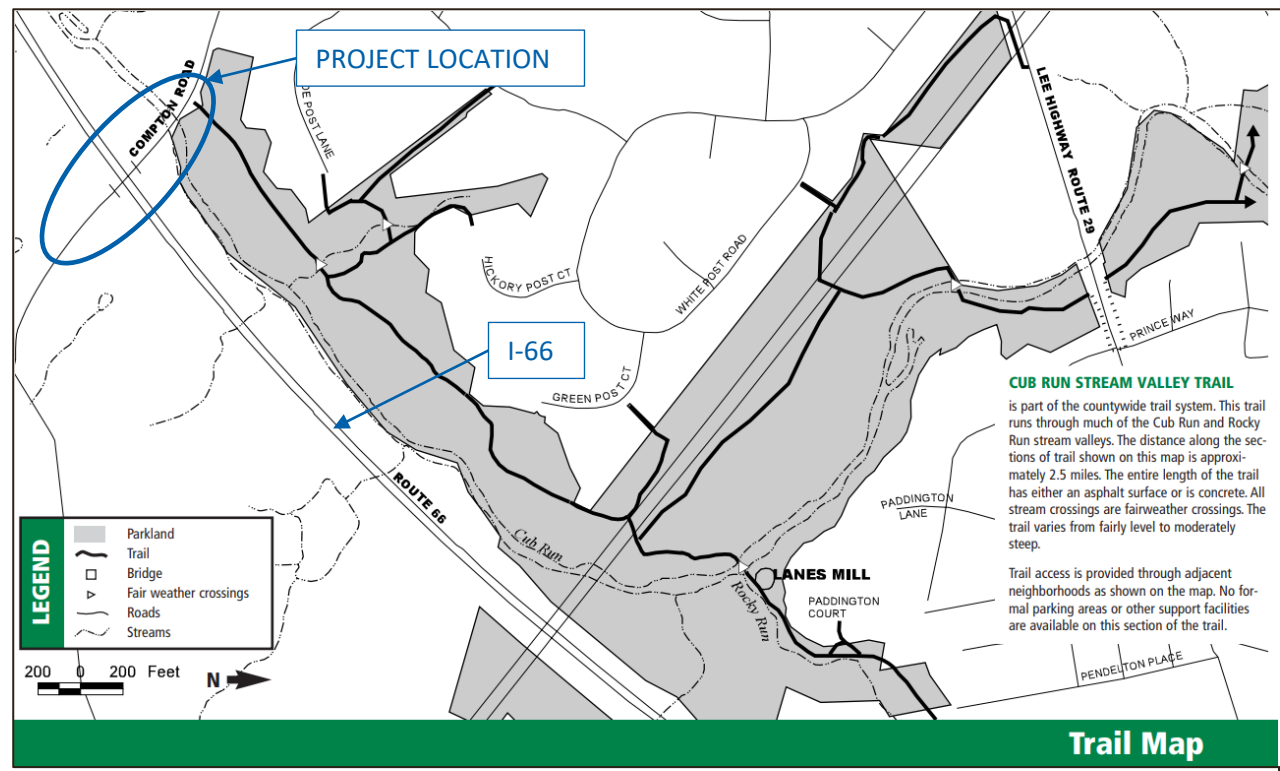 PROJECT LOCATION
COMPTON ROAD
DE POST LANE
LEE HIGHWAY ROUTE 29
HICKORY POST CT
WHITE POST ROAD
I-66
PRINCE WAY
GREEN POST CT
CUB RUN STREAM VALLEY TRAIL
is part of the countywide trail system. This trail
runs through much of the Cub Run and Rocky
Run stream valleys. The distance along the sec-
tions of trail shown on this map is approxi-
mately 2.5 miles. The entire length of the trail
has either an asphalt surface or is concrete. All
stream crossings are fairweather crossings. The
trail varies from fairly level to moderately
steep.
Trail access is provided through adjacent
neighborhoods as shown on the map. No for-
mal parking areas or other support facilities
are available on this section of the trail.
ROUTE 66
PADDINGTON
LANE
Cub Run
LANES MILL
Rocky Run
PADDINGTON
COURT
PENDELTON PLACE
LEGEND
Parkland
Trail
Bridge
Fair weather crossings
Roads
Streams
200 0 200 Feet
N
Trail Map